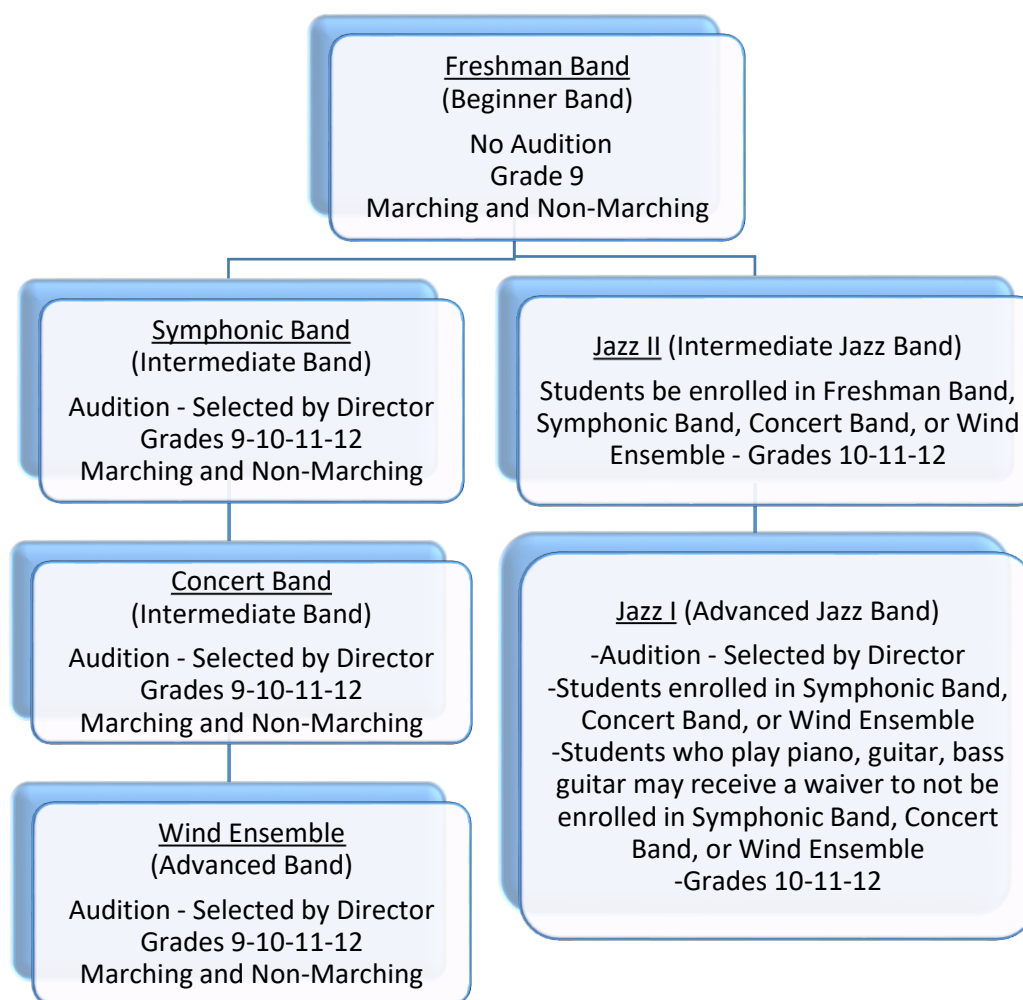 Freshman Band
(Beginner Band)
No Audition
Grade 9
Marching and Non-Marching
Symphonic Band
(Intermediate Band)
Audition - Selected by Director
Grades 9-10-11-12
Marching and Non-Marching
Jazz II (Intermediate Jazz Band)
Students be enrolled in Freshman Band,
Symphonic Band, Concert Band, or Wind
Ensemble - Grades 10-11-12
Concert Band
(Intermediate Band)
Audition - Selected by Director
Grades 9-10-11-12
Marching and Non-Marching
Jazz I (Advanced Jazz Band)
-Audition - Selected by Director
-Students enrolled in Symphonic Band,
Concert Band, or Wind Ensemble
-Students who play piano, guitar, bass
guitar may receive a waiver to not be
enrolled in Symphonic Band, Concert
Band, or Wind Ensemble
-Grades 10-11-12
Wind Ensemble
(Advanced Band)
Audition - Selected by Director
Grades 9-10-11-12
Marching and Non-Marching